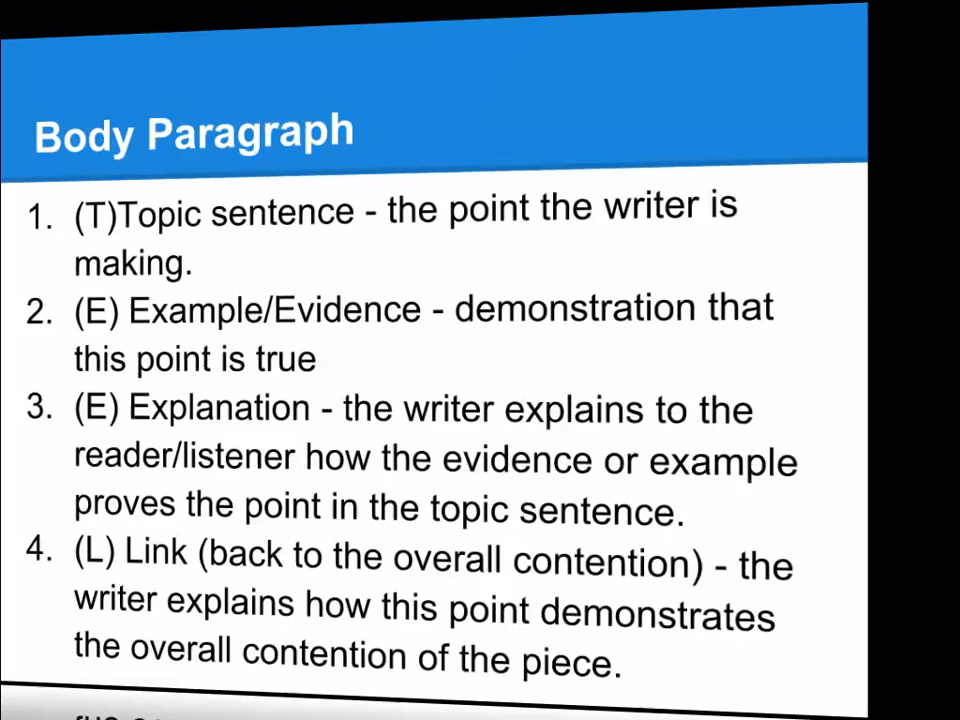 Body Paragraph
1. (T)Topic sentence - the point the writer is
making.
2. (E) Example/Evidence - demonstration that
this point is true
3. (E) Explanation - the writer explains to the
reader/listener how the evidence or example
proves the point in the topic sentence.
4. (L) Link (back to the overall contention) - the
writer explains how this point demonstrates
the overall contention of the piece.